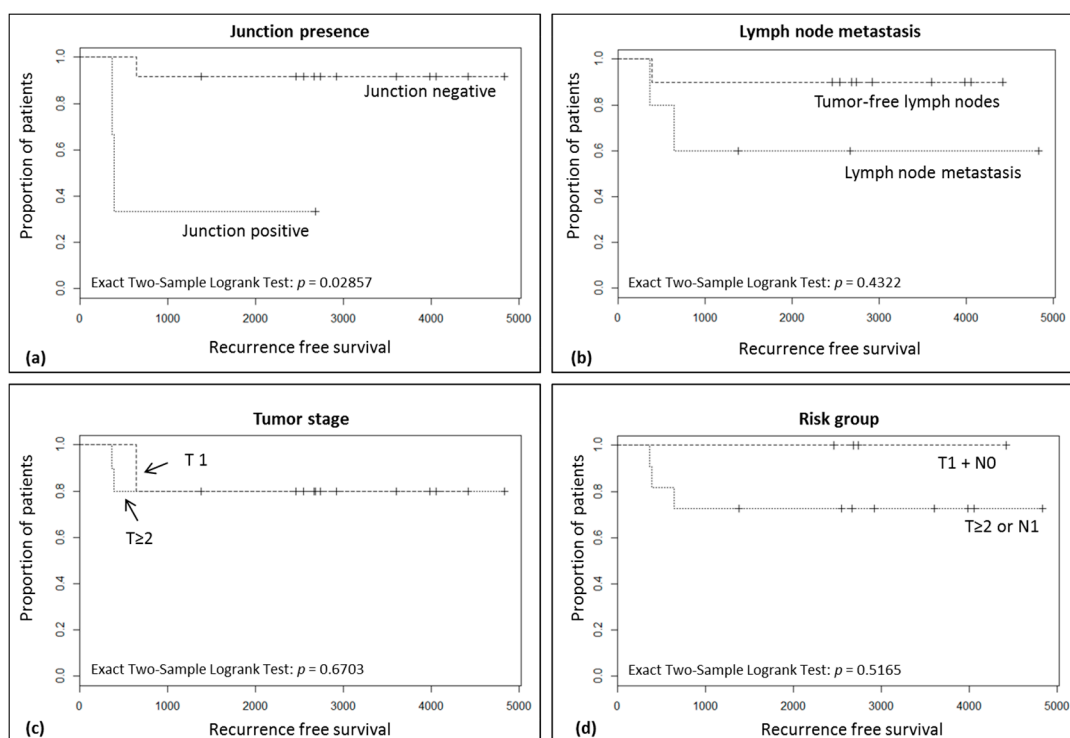 Junction presence
Proportion of patients
1.0
0.8
0.6
0.4
0.2
0.0
Junction negative
Junction positive
Exact Two-Sample Logrank Test: p = 0.02857
0 1000 2000 3000 4000 5000
(a)
Recurrence free survival
Lymph node metastasis
Proportion of patients
1.0
0.8
0.6
0.4
0.2
0.0
Tumor-free lymph nodes
Lymph node metastasis
Exact Two-Sample Logrank Test: p = 0.4322
0 1000 2000 3000 4000 5000
(b)
Recurrence free survival
Tumor stage
Proportion of patients
1.0
0.8
0.6
0.4
0.2
0.0
T 1
T≥2
Exact Two-Sample Logrank Test: p = 0.6703
0 1000 2000 3000 4000 5000
(c)
Recurrence free survival
Risk group
Proportion of patients
1.0
0.8
0.6
0.4
0.2
0.0
T1 + N0
T≥2 or N1
Exact Two-Sample Logrank Test: p = 0.5165
0 1000 2000 3000 4000 5000
(d)
Recurrence free survival